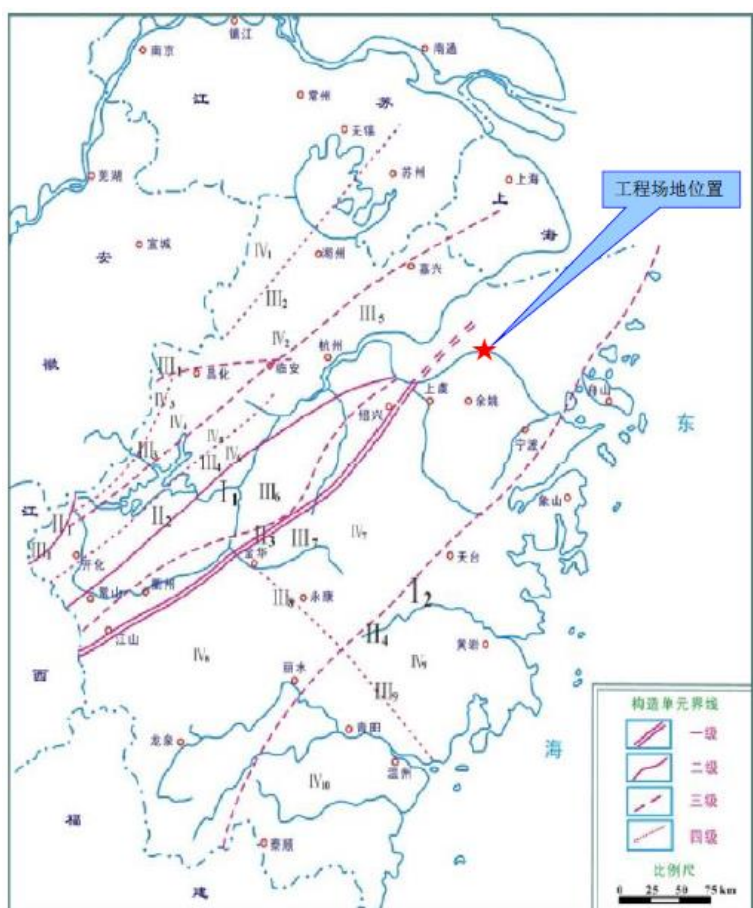 镇江
南京
南通
江
常州
苏
无锡
芜湖
苏州
上海
工程场地位置
上
海
安
宣城
湖州
嘉兴
IV₁
III₂
III₅
徽
IV₂
杭州
III₁
昌化
临安
IV₃
上虞
余姚
舟山
绍兴
IV₄
宁波
东
III₃
III₄
I₁
III₆
象山
江
II₁
II₂
II₃
III₇
IV₇
开化
金华
天台
常山
衢州
III₈
永康
I₂
江山
II₄
黄岩
西
IV₈
IV₉
丽水
III₉
龙泉
青田
海
温州
IV₁₀
福
泰顺
建
构造单元界线
一级
二级
三级
四级
比例尺
0 25 50 75km